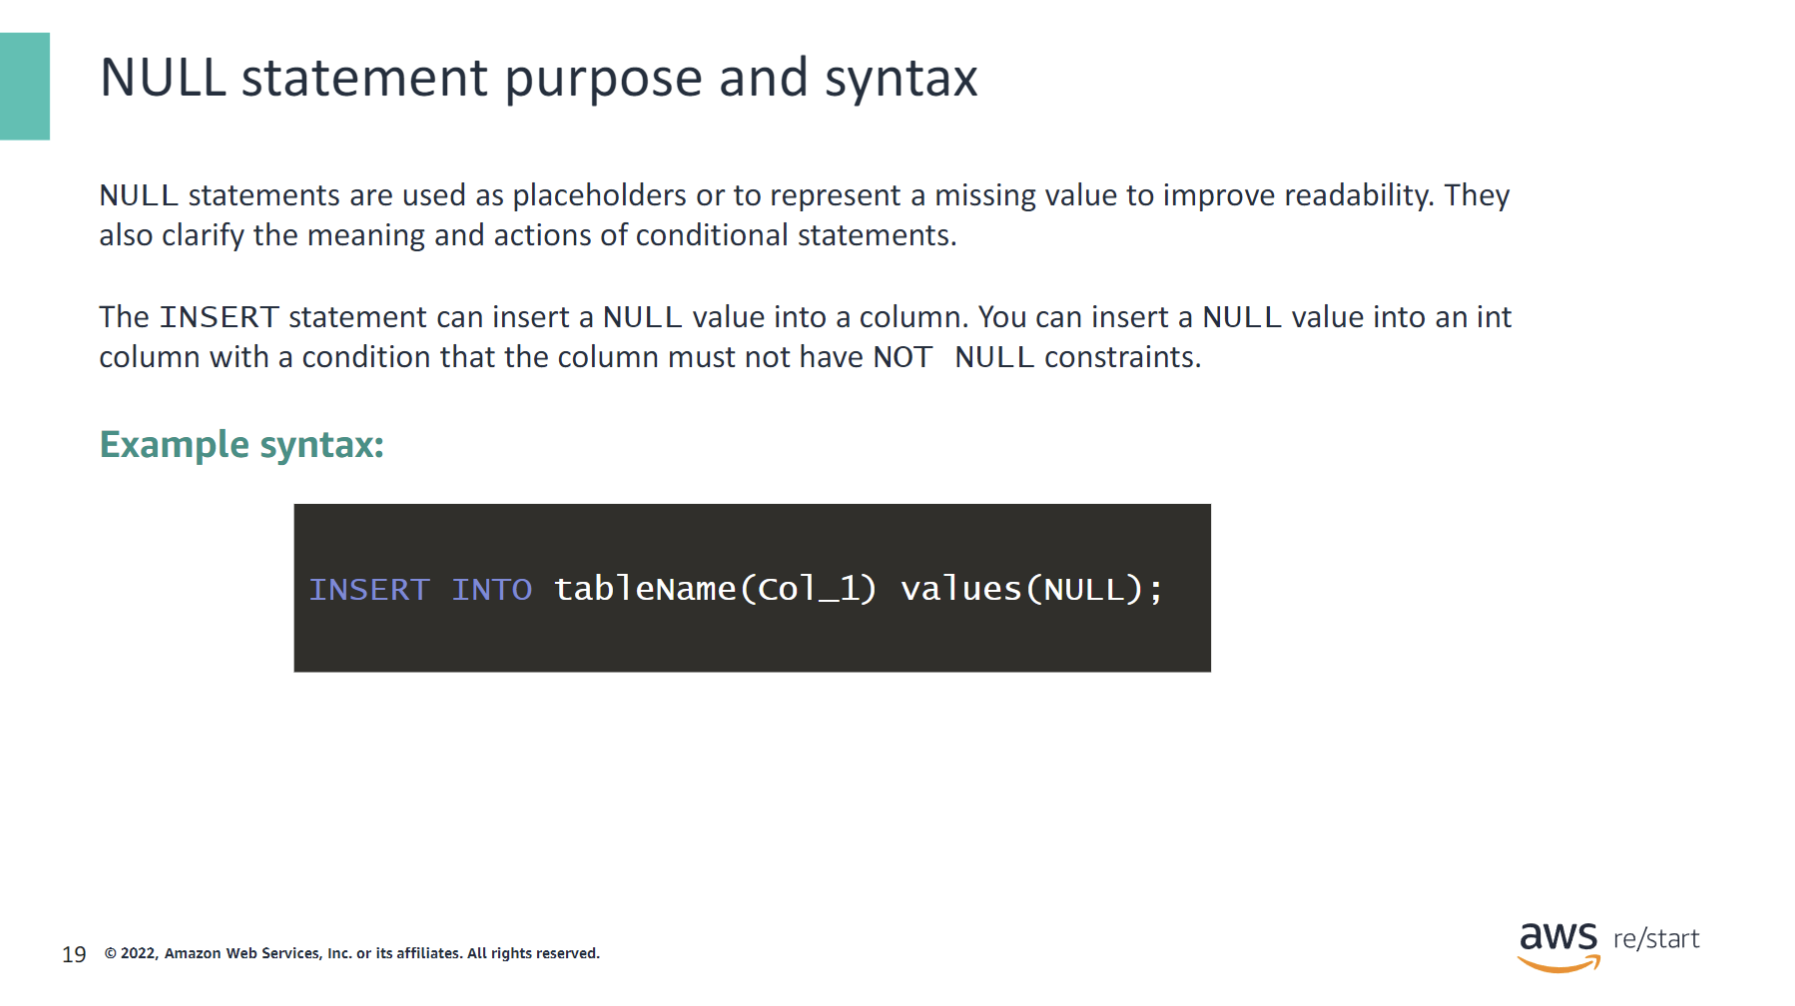 NULL statement purpose and syntax
NULL statements are used as placeholders or to represent a missing value to improve readability. They
also clarify the meaning and actions of conditional statements.
The INSERT statement can insert a NULL value into a column. You can insert a NULL value into an int
column with a condition that the column must not have NOT NULL constraints.
Example syntax:
INSERT INTO tableName(Col_1) values(NULL);
19 © 2022, Amazon Web Services, Inc. or its affiliates. All rights reserved.
aws re/start